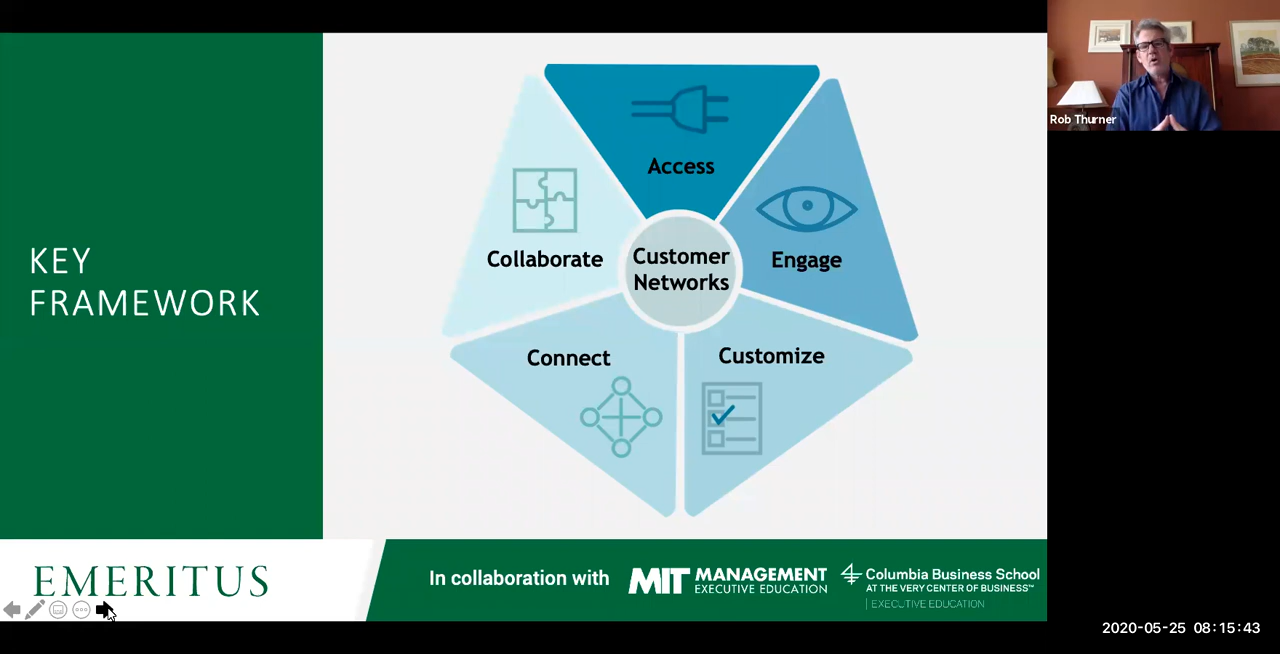 KEY
FRAMEWORK
Access
Collaborate
Customer
Networks
Engage
Connect
Customize
EMERITUS
In collaboration with
MIT MANAGEMENT
EXECUTIVE EDUCATION
Columbia Business School
AT THE VERY CENTER OF BUSINESS™
EXECUTIVE EDUCATION
Rob Thurner
2020-05-25 08:15:43